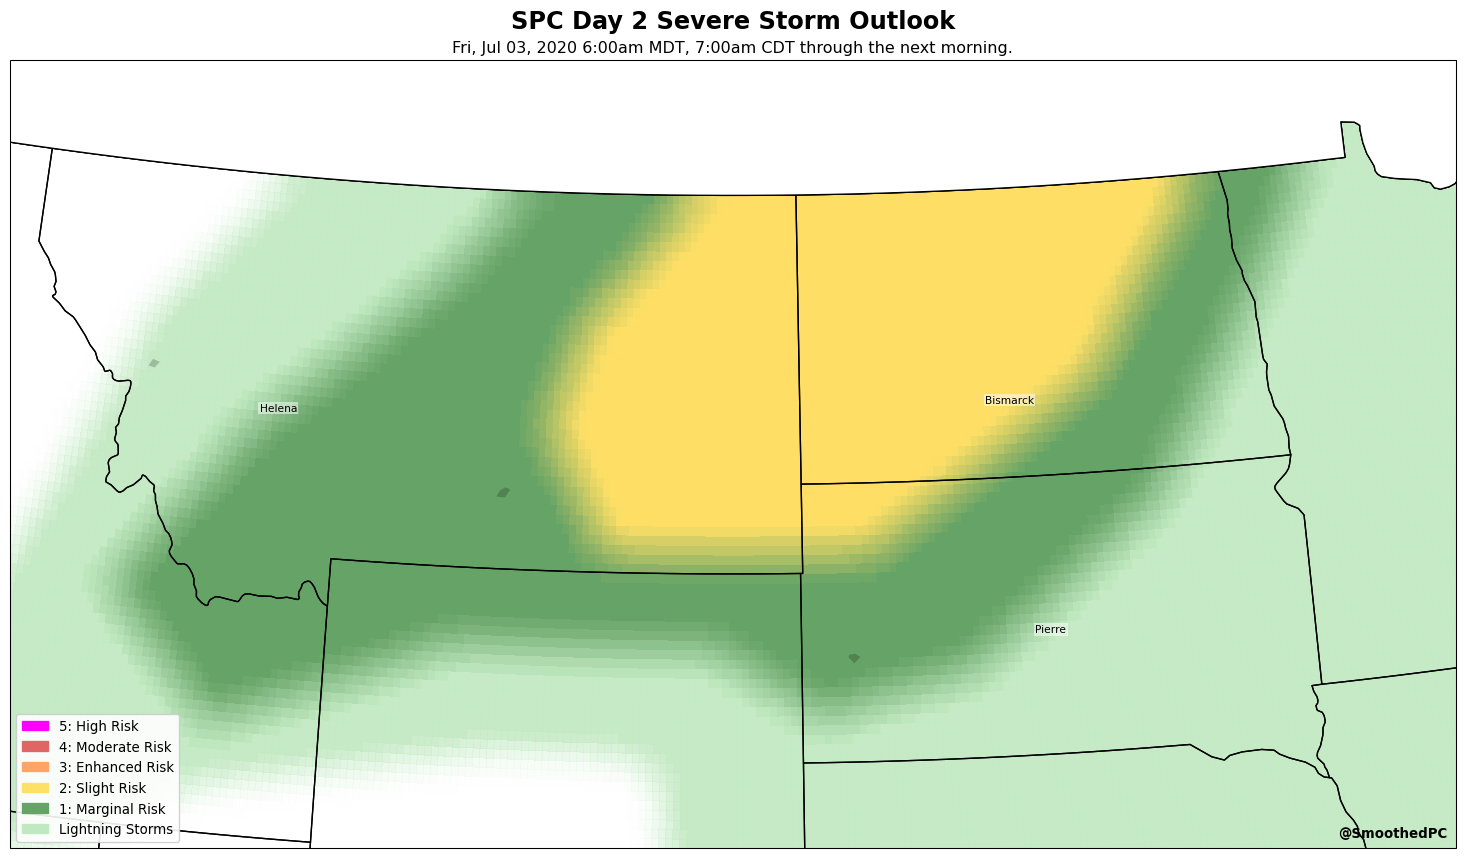 SPC Day 2 Severe Storm Outlook
Fri, Jul 03, 2020 6:00am MDT, 7:00am CDT through the next morning.
Helena
Bismarck
Pierre
5: High Risk
4: Moderate Risk
3: Enhanced Risk
2: Slight Risk
1: Marginal Risk
Lightning Storms
@SmoothedPC